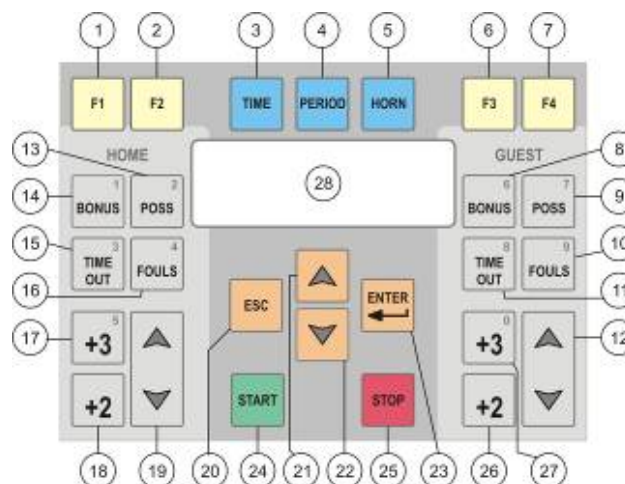 1 2 3 4 5 6 7
F1 F2 TIME PERIOD HORN F3 F4
13 HOME GUEST 8
28
14 1 BONUS 2 POSS 6 BONUS 7 POSS 9
15 3 TIME OUT 4 FOULS 8 TIME OUT 9 FOULS 10
16 ESC ENTER 11
17 5 +3 0 +3 12
+2 START STOP +2
18 19 20 24 21 22 25 23 26 27